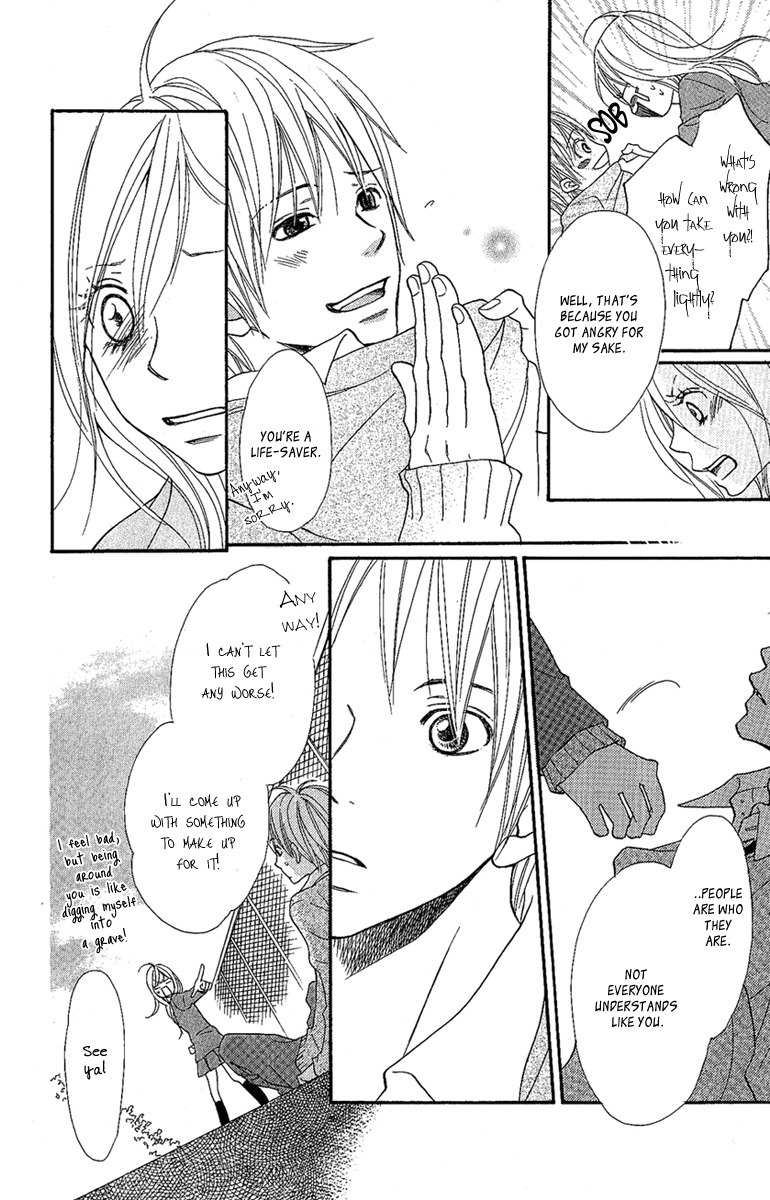 WHAT'S
WRONG
WITH
YOU?!
HOW CAN
YOU TAKE
EVERY-
THING
LIGHTLY?
SOB
WELL, THAT'S
BECAUSE YOU
GOT ANGRY FOR
MY SAKE.
YOU'RE A
LIFE-SAVER.
Anyway,
I'm
sorry.
..PEOPLE
ARE WHO
THEY
ARE.
NOT
EVERYONE
UNDERSTANDS
LIKE YOU.
ANY
WAY!
I CAN'T LET
THIS GET
ANY WORSE!
I'LL COME UP
WITH SOMETHING
TO MAKE UP
FOR IT!
I feel bad,
but being
around
you is like
digging myself
into
a grave!
See
ya!